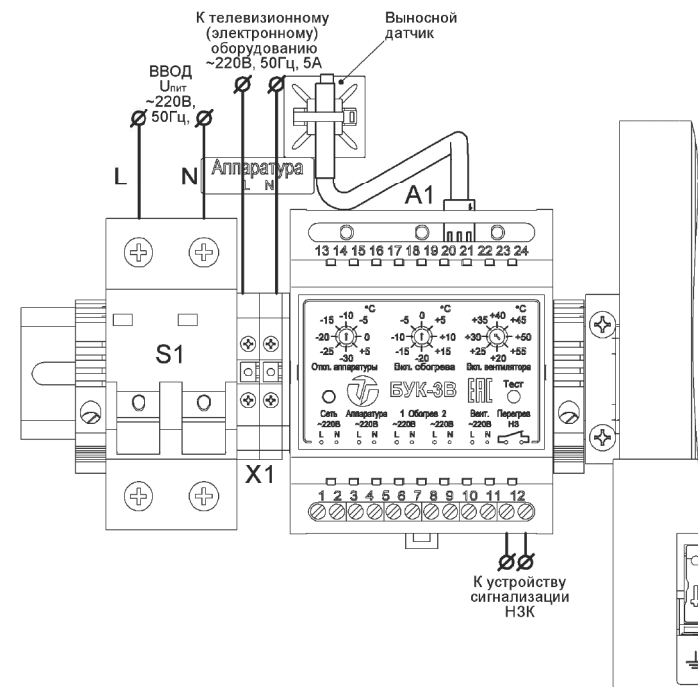 К телевизионному
(электронному)
оборудованию
~220В, 50Гц, 5А
Выносной
датчик
ВВОД
Uпит
~220В,
50Гц,
L
N
Аппаратура
L N
A1
13 14 15 16 17 18 19 20 21 22 23 24
°C
-15 -10 -5
-20 0
-25 +5
-30
Откл. аппаратуры
°C
-5 0 +5
-10 +10
-15 +15
-20
Вкл. обогрева
°C
+35 +40 +45
+30 +50
+25 +55
+20
Вкл. вентилятора
S1
БУК-3В
ЕАС
Тест
Сеть Аппаратура 1 Обогрев 2 Вент. Перегрев
~220В ~220В ~220В ~220В ~220В НЗ
L N L N L N L N L N
X1
1 2 3 4 5 6 7 8 9 10 11 12
К устройству
сигнализации
НЗК